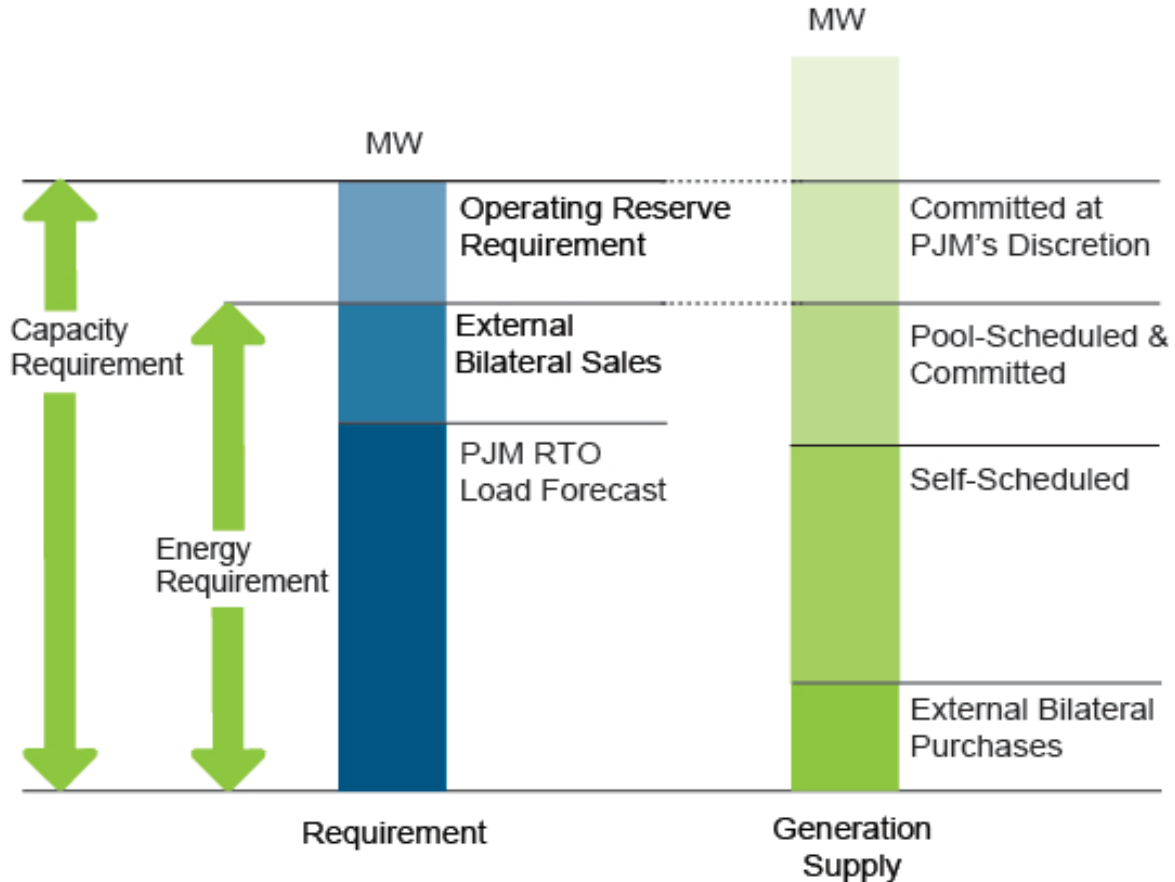 MW
MW
Operating Reserve
Requirement
Committed at
PJM's Discretion
Capacity
Requirement
External
Bilateral Sales
Pool-Scheduled &
Committed
PJM RTO
Load Forecast
Self-Scheduled
Energy
Requirement
External Bilateral
Purchases
Requirement
Generation
Supply